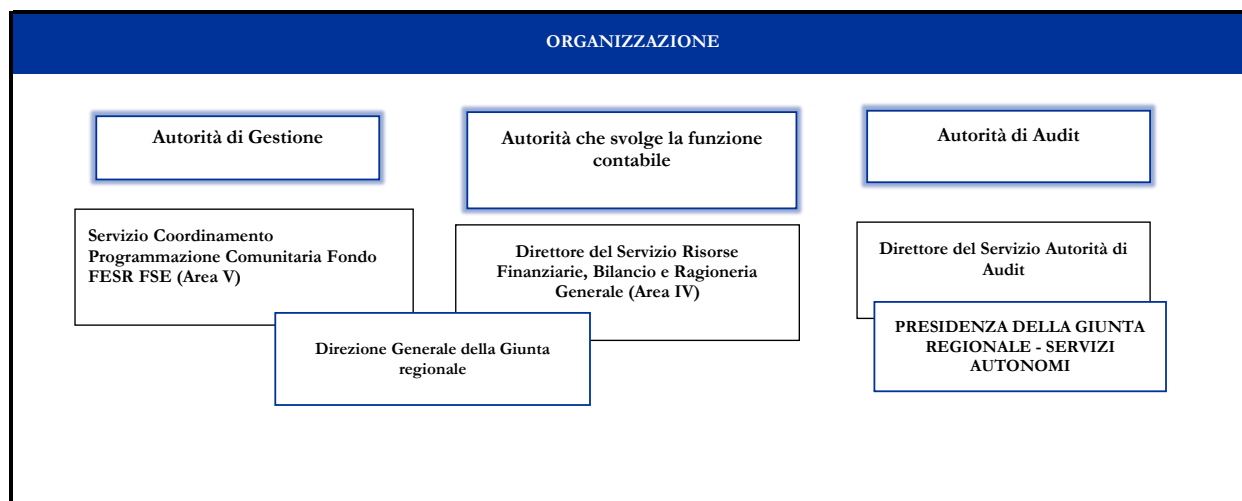 ORGANIZZAZIONE
Autorità di Gestione
Autorità che svolge la funzione
contabile
Autorità di Audit
Servizio Coordinamento
Programmazione Comunitaria Fondo
FESR FSE (Area V)
Direttore del Servizio Risorse
Finanziarie, Bilancio e Ragioneria
Generale (Area IV)
Direttore del Servizio Autorità di
Audit
Direzione Generale della Giunta
regionale
PRESIDENZA DELLA GIUNTA
REGIONALE - SERVIZI
AUTONOMI